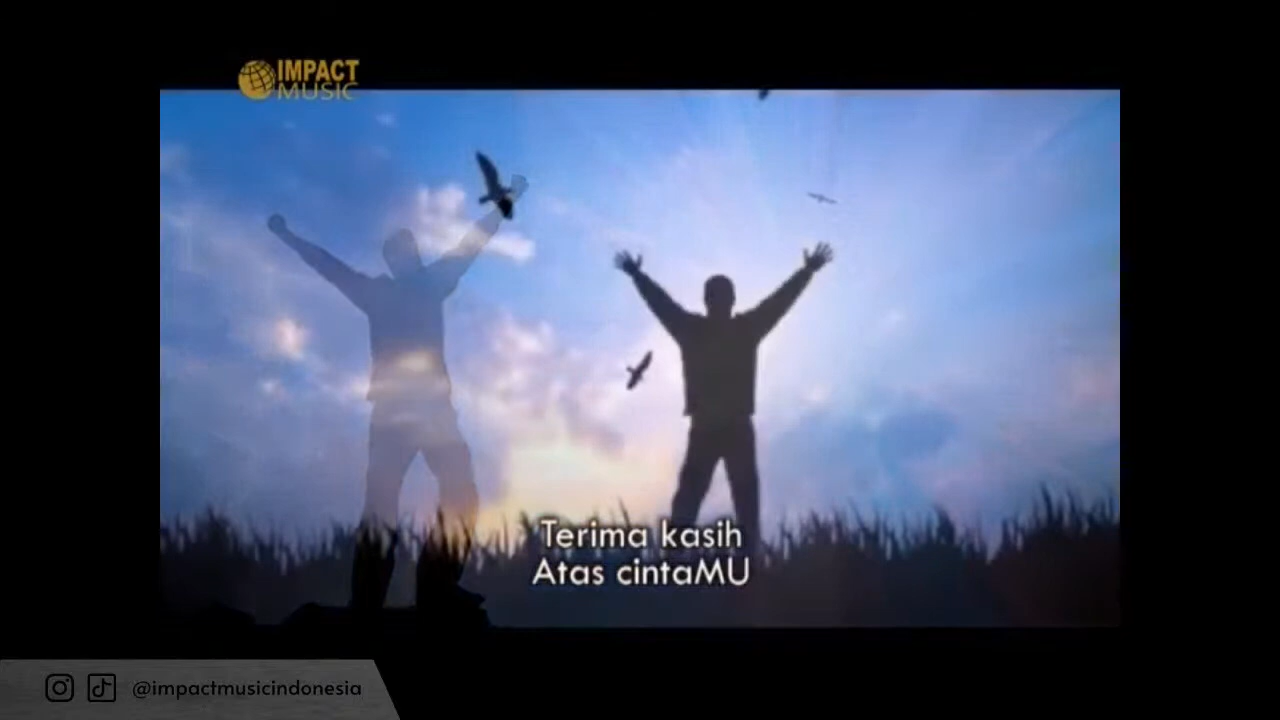 IMPACT
MUSIC
Terima kasih
Atas cintaMU
@impactmusicindonesia